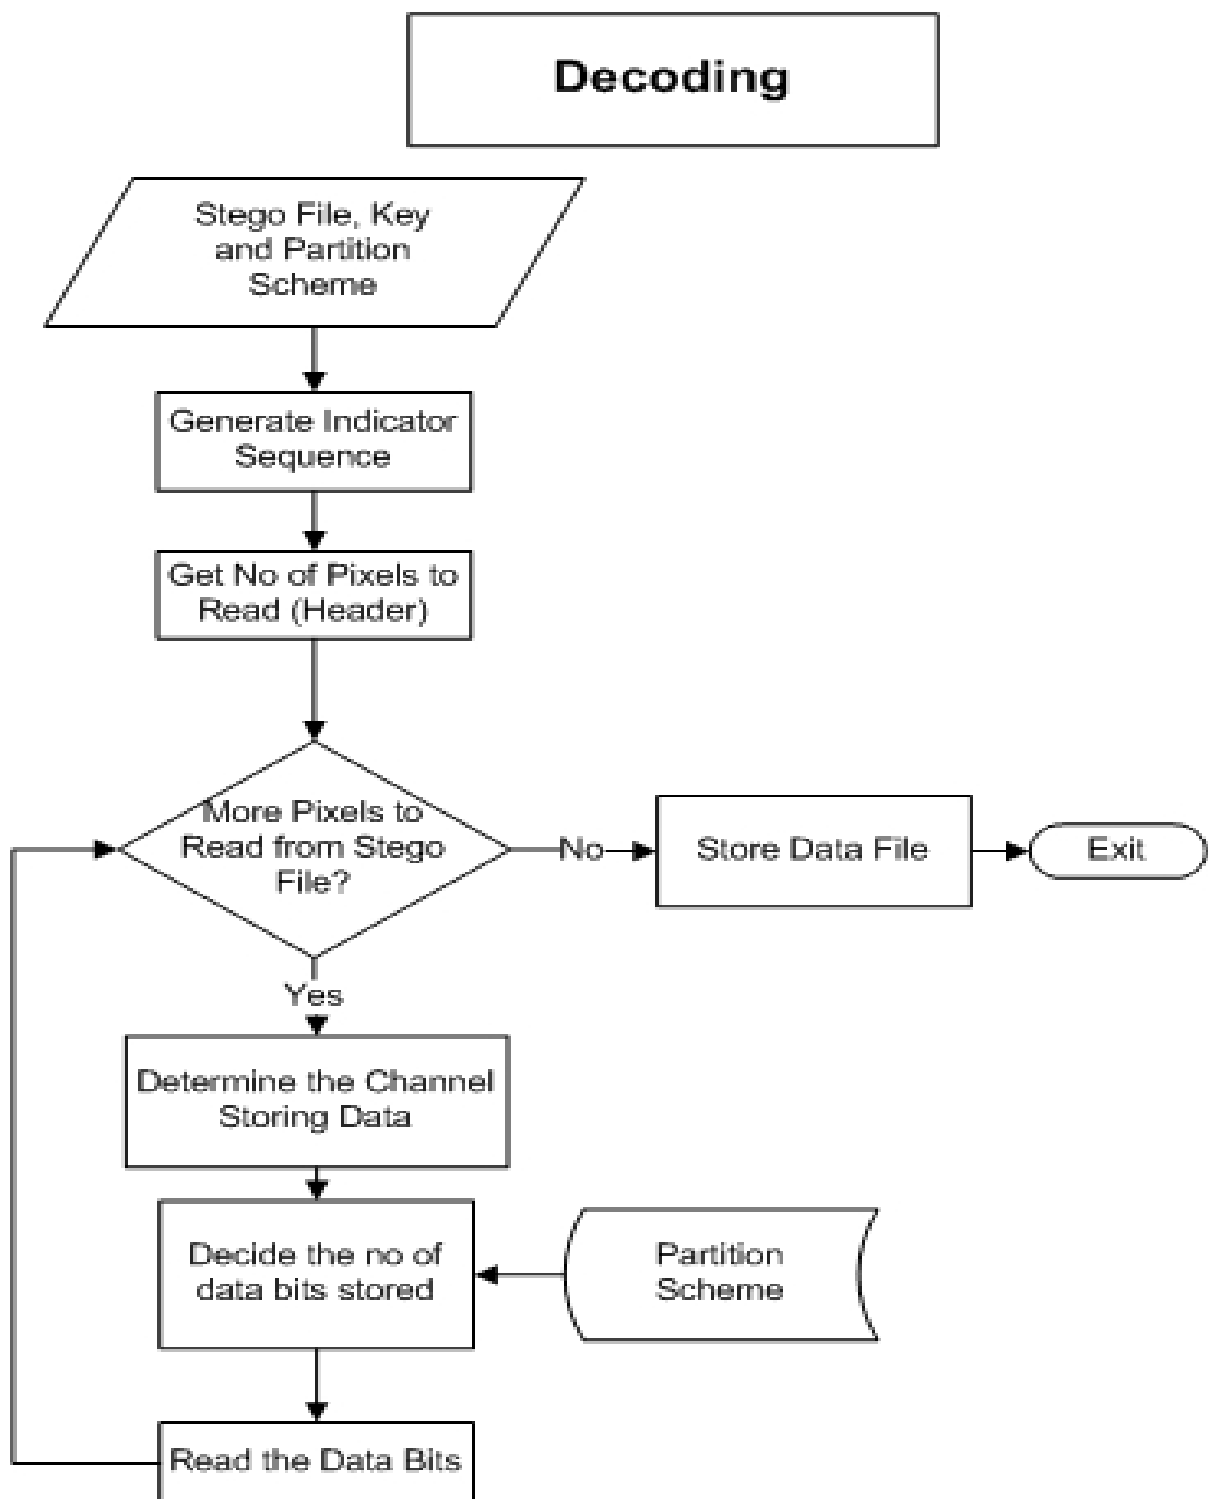 Decoding
Stego File, Key
and Partition
Scheme
Generate Indicator
Sequence
Get No of Pixels to
Read (Header)
More Pixels to
Read from Stego
File?
No
Store Data File
Exit
Yes
Determine the Channel
Storing Data
Decide the no of
data bits stored
Partition
Scheme
Read the Data Bits